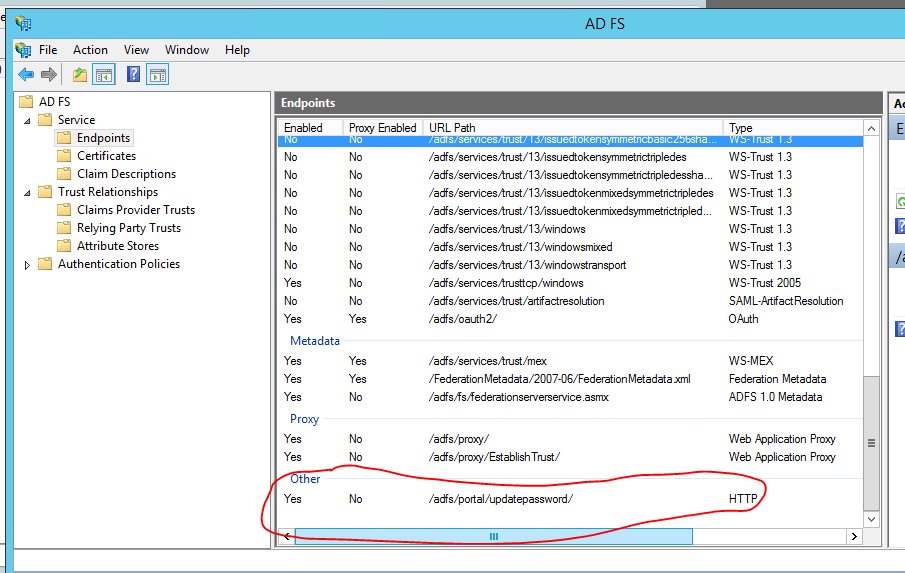 AD FS
File Action View Window Help
AD FS
Service
Endpoints
Certificates
Claim Descriptions
Trust Relationships
Claims Provider Trusts
Relying Party Trusts
Attribute Stores
Authentication Policies
Endpoints
Enabled Proxy Enabled URL Path Type
No No /adfs/services/trust/13/issuedtokensymmetricbasic256sha... WS-Trust 1.3
No No /adfs/services/trust/13/issuedtokensymmetrictripledes WS-Trust 1.3
No No /adfs/services/trust/13/issuedtokensymmetrictripledessha... WS-Trust 1.3
No No /adfs/services/trust/13/issuedtokenmixedsymmetrictripledes WS-Trust 1.3
No No /adfs/services/trust/13/issuedtokenmixedsymmetrictripled... WS-Trust 1.3
No No /adfs/services/trust/13/windows WS-Trust 1.3
No No /adfs/services/trust/13/windowsmixed WS-Trust 1.3
No No /adfs/services/trust/13/windowstransport WS-Trust 1.3
Yes No /adfs/services/trusttcp/windows WS-Trust 2005
No No /adfs/services/trust/artifactresolution SAML-ArtifactResolution
Yes Yes /adfs/oauth2/ OAuth
Metadata
Yes Yes /adfs/services/trust/mex WS-MEX
Yes Yes /FederationMetadata/2007-06/FederationMetadata.xml Federation Metadata
Yes No /adfs/fs/federationserverservice.asmx ADFS 1.0 Metadata
Proxy
Yes No /adfs/proxy/ Web Application Proxy
Yes No /adfs/proxy/EstablishTrust/ Web Application Proxy
Other
Yes No /adfs/portal/updatepassword/ HTTP